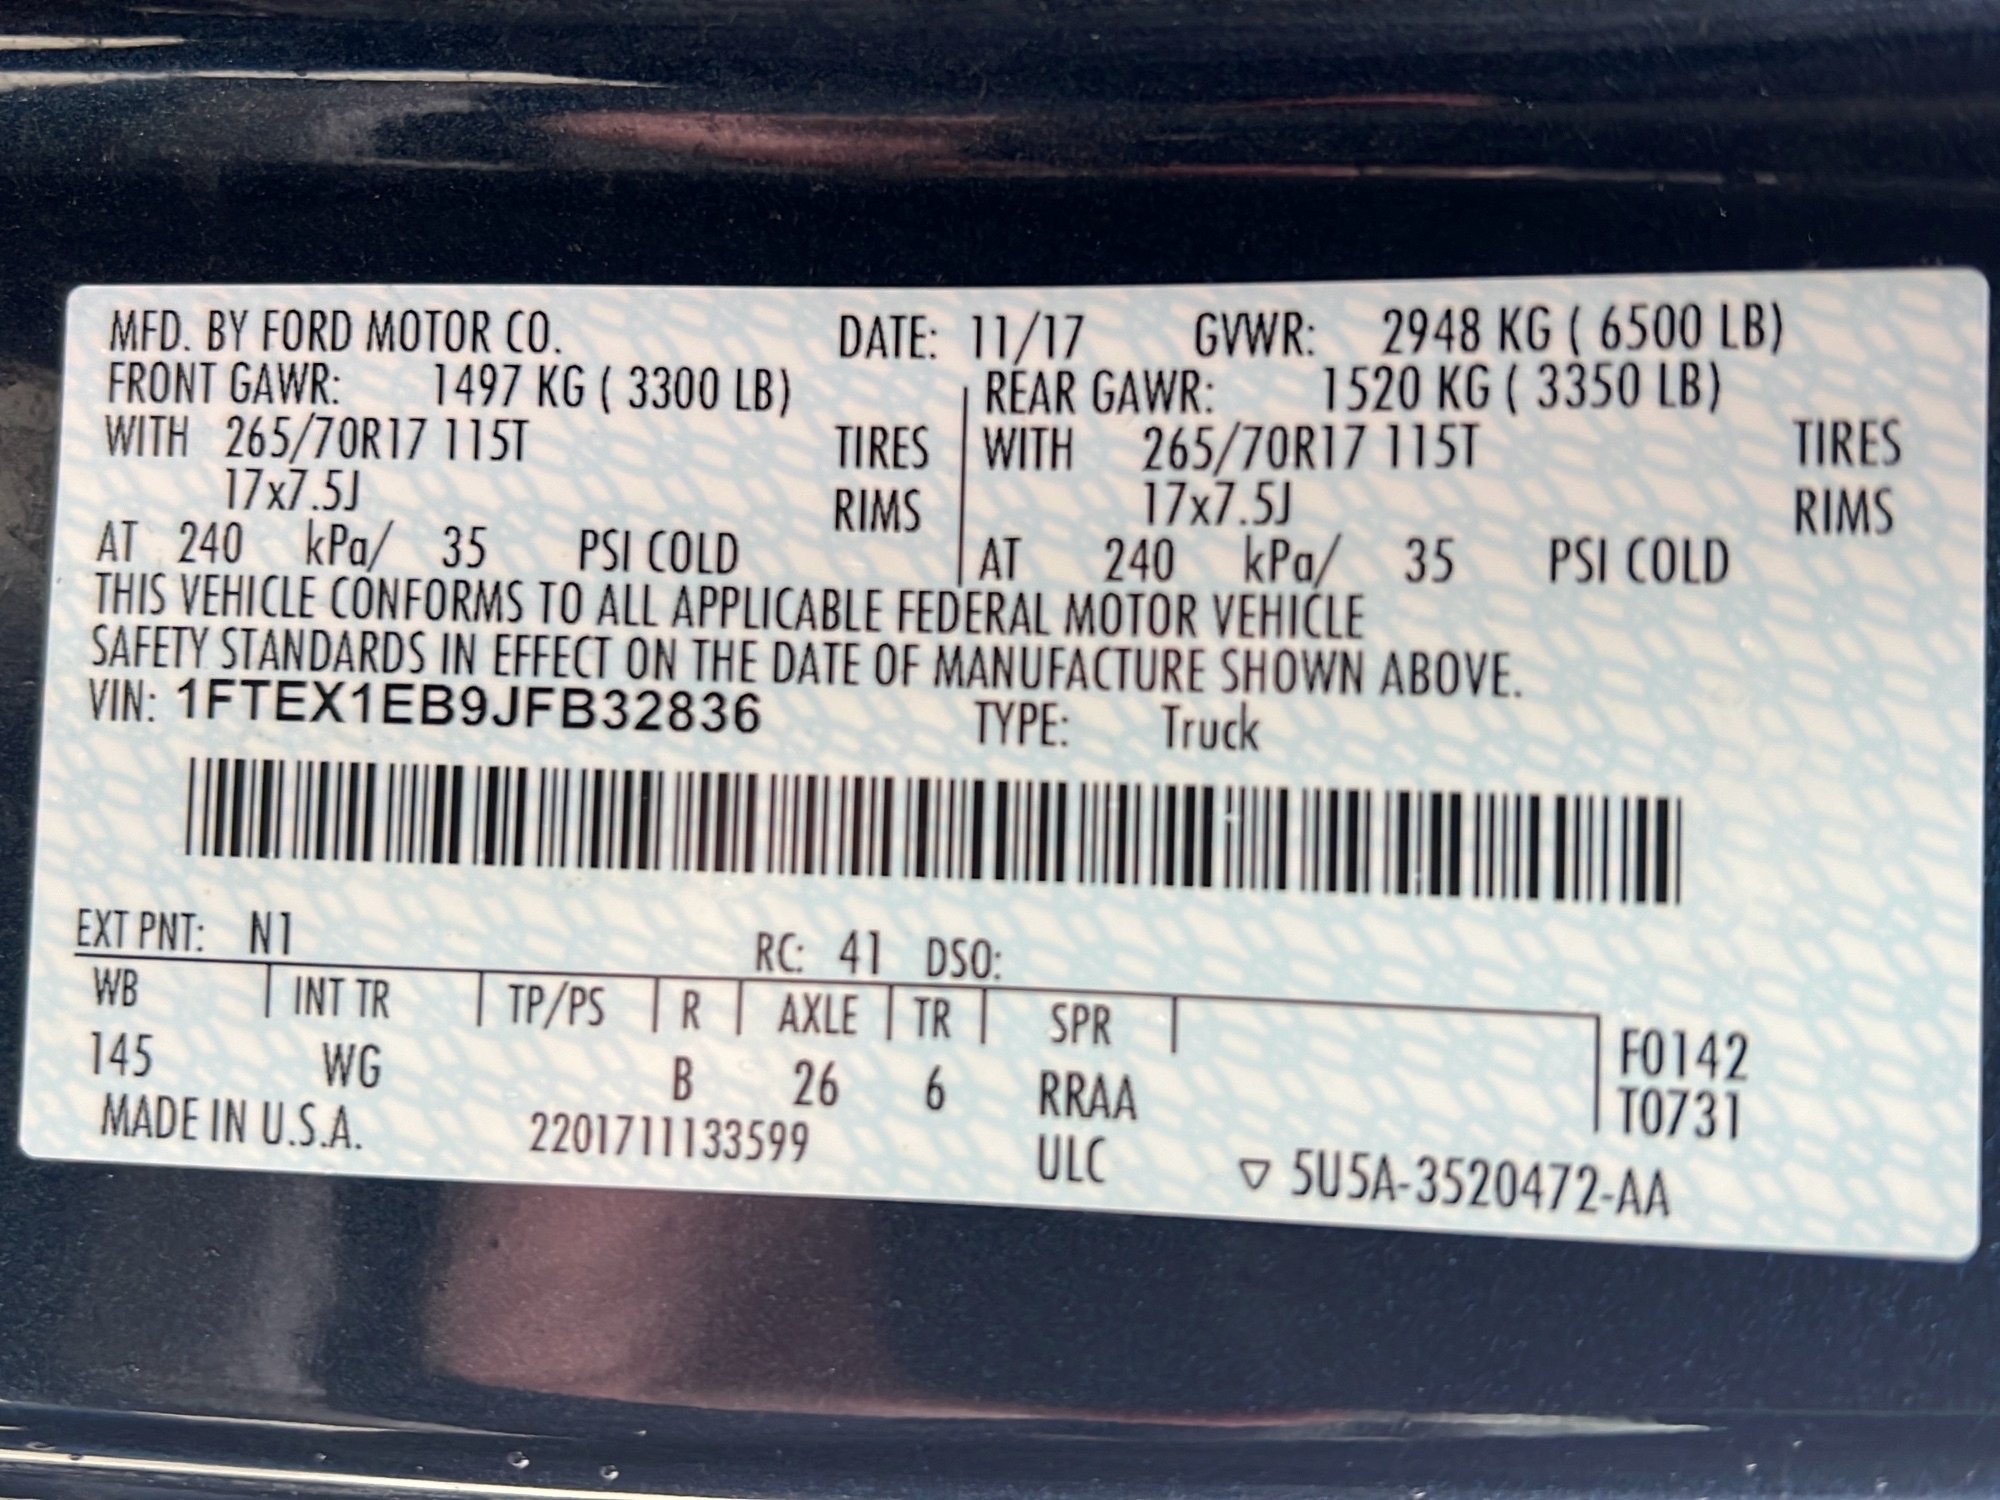 MFD. BY FORD MOTOR CO. DATE: 11/17 GVWR: 2948 KG ( 6500 LB)
FRONT GAWR: 1497 KG ( 3300 LB) REAR GAWR: 1520 KG ( 3350 LB)
WITH 265/70R17 115T TIRES WITH 265/70R17 115T TIRES
17x7.5J RIMS 17x7.5J RIMS
AT 240 kPa/ 35 PSI COLD AT 240 kPa/ 35 PSI COLD
THIS VEHICLE CONFORMS TO ALL APPLICABLE FEDERAL MOTOR VEHICLE
SAFETY STANDARDS IN EFFECT ON THE DATE OF MANUFACTURE SHOWN ABOVE.
VIN: 1FTEX1EB9JFB32836 TYPE: Truck
EXT PNT: N1 RC: 41 DSO:
WB INT TR TP/PS R AXLE TR SPR
145 WG B 26 6 RRAA F0142
T0731
MADE IN U.S.A. 2201711133599 ULC ▽ 5U5A-3520472-AA